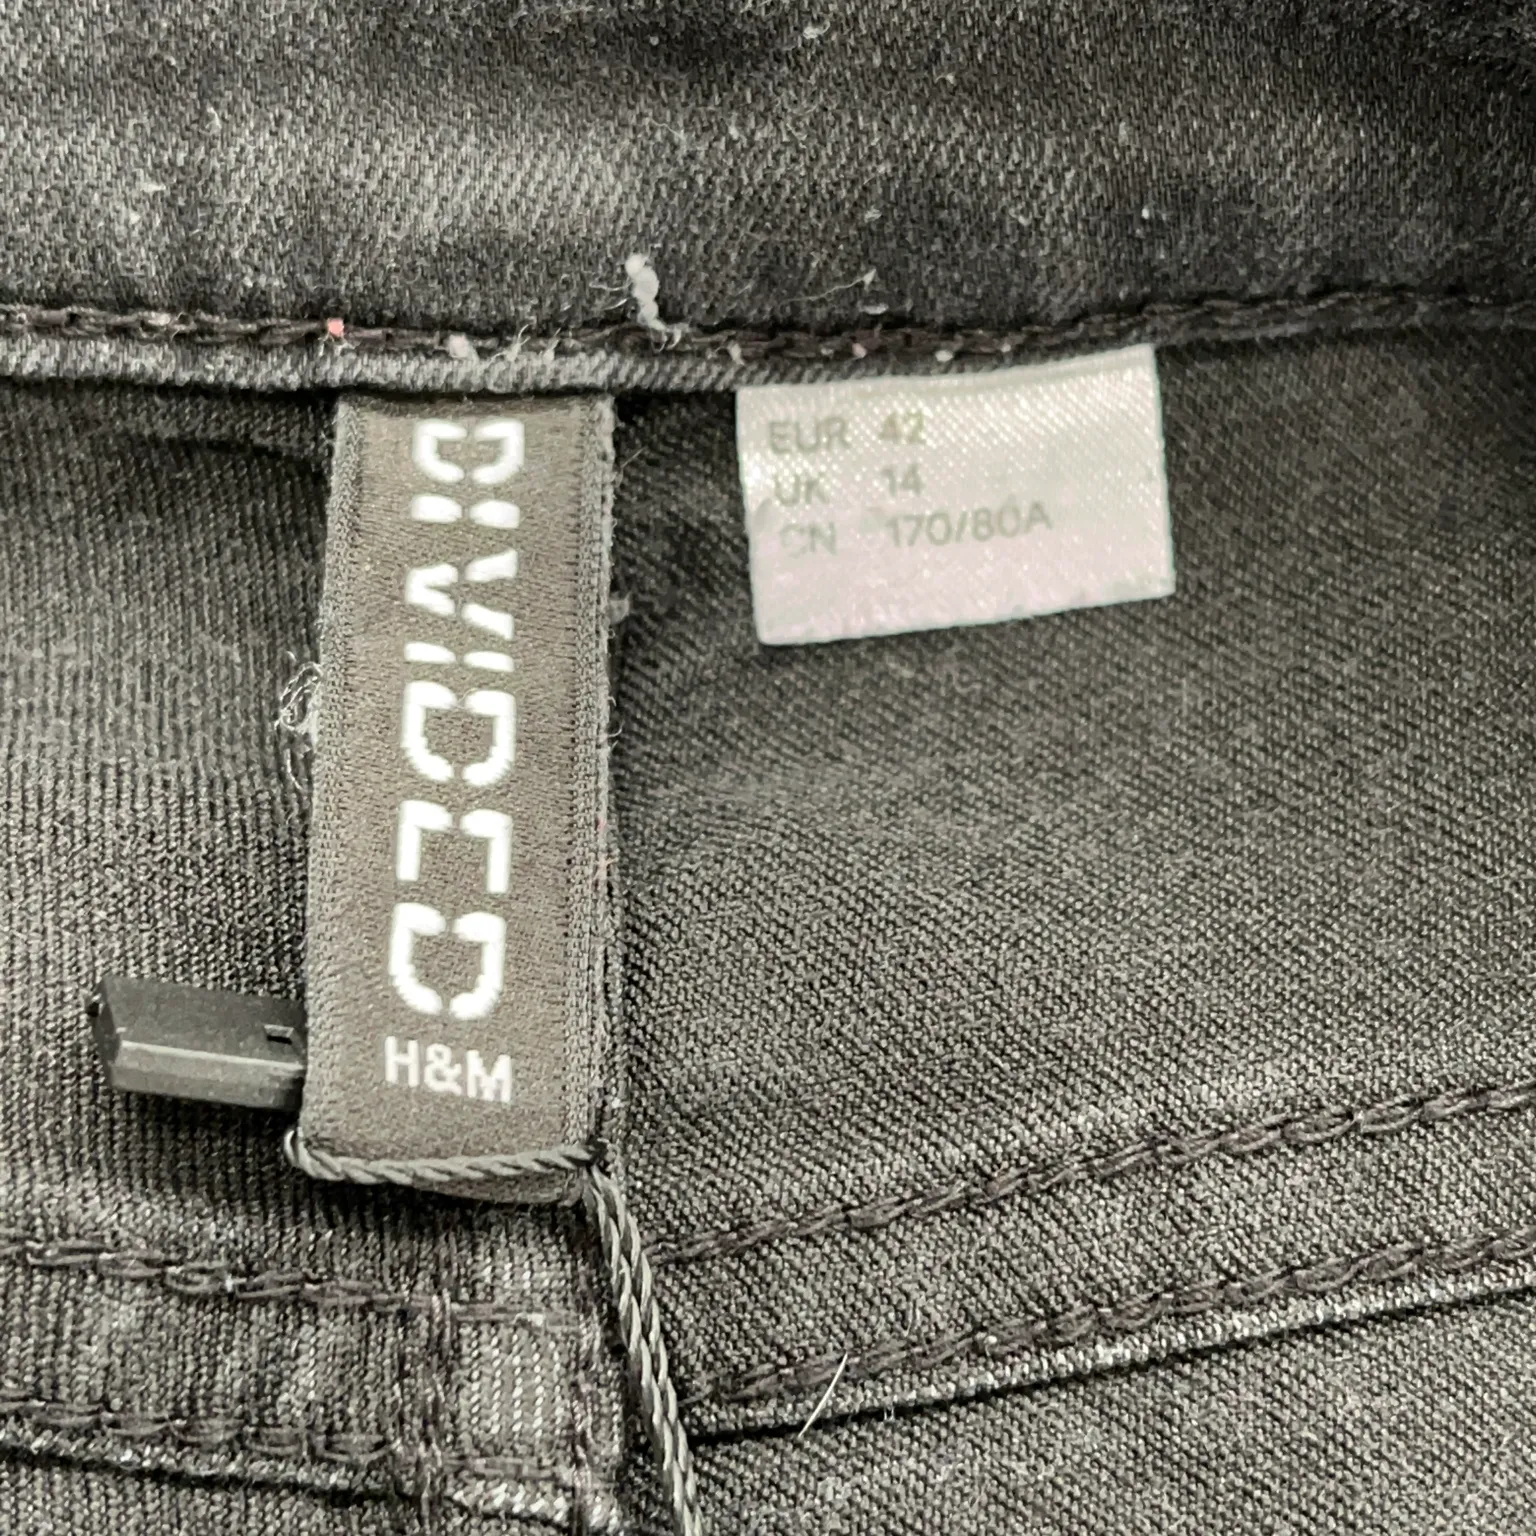 DIVIDED
H&M
EUR 42
UK 14
CN 170/80A